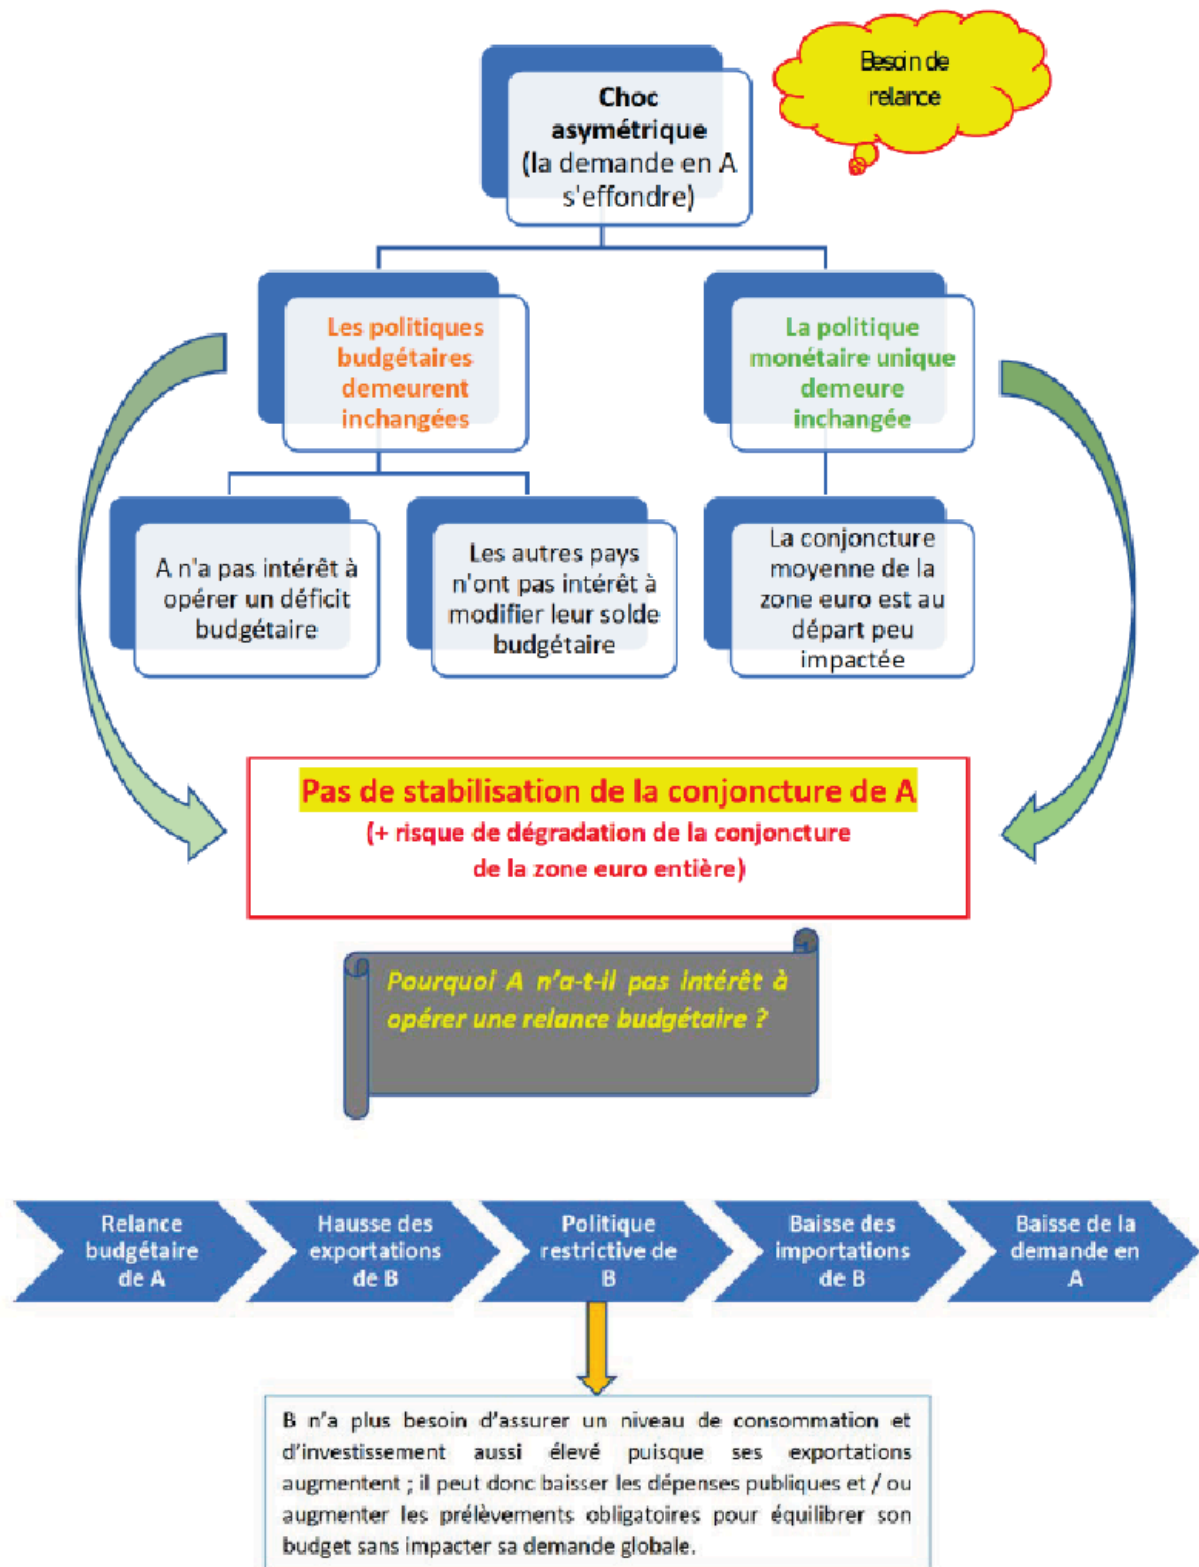 Besoin de
relance
Choc
asymétrique
(la demande en A
s'effondre)
Les politiques
budgétaires
demeurent
inchangées
La politique
monétaire unique
demeure
inchangée
A n'a pas intérêt à
opérer un déficit
budgétaire
Les autres pays
n'ont pas intérêt à
modifier leur solde
budgétaire
La conjoncture
moyenne de la
zone euro est au
départ peu
impactée
Pas de stabilisation de la conjoncture de A
(+ risque de dégradation de la conjoncture
de la zone euro entière)
Pourquoi A n'a-t-il pas intérêt à
opérer une relance budgétaire ?
Relance
budgétaire
de A
Hausse des
exportations
de B
Politique
restrictive de
B
Baisse des
importations
de B
Baisse de la
demande en
A
B n'a plus besoin d'assurer un niveau de consommation et
d'investissement aussi élevé puisque ses exportations
augmentent ; il peut donc baisser les dépenses publiques et / ou
augmenter les prélèvements obligatoires pour équilibrer son
budget sans impacter sa demande globale.